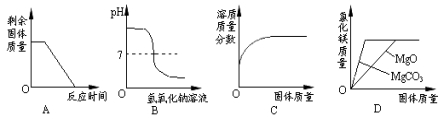 剩余
固体
质量
O
反应时间
A
pH
7
O
氢氧化钠溶液
B
溶质
质量
分数
O
固体质量
C
氯化镁质量
MgO
MgCO₃
O
固体质量
D